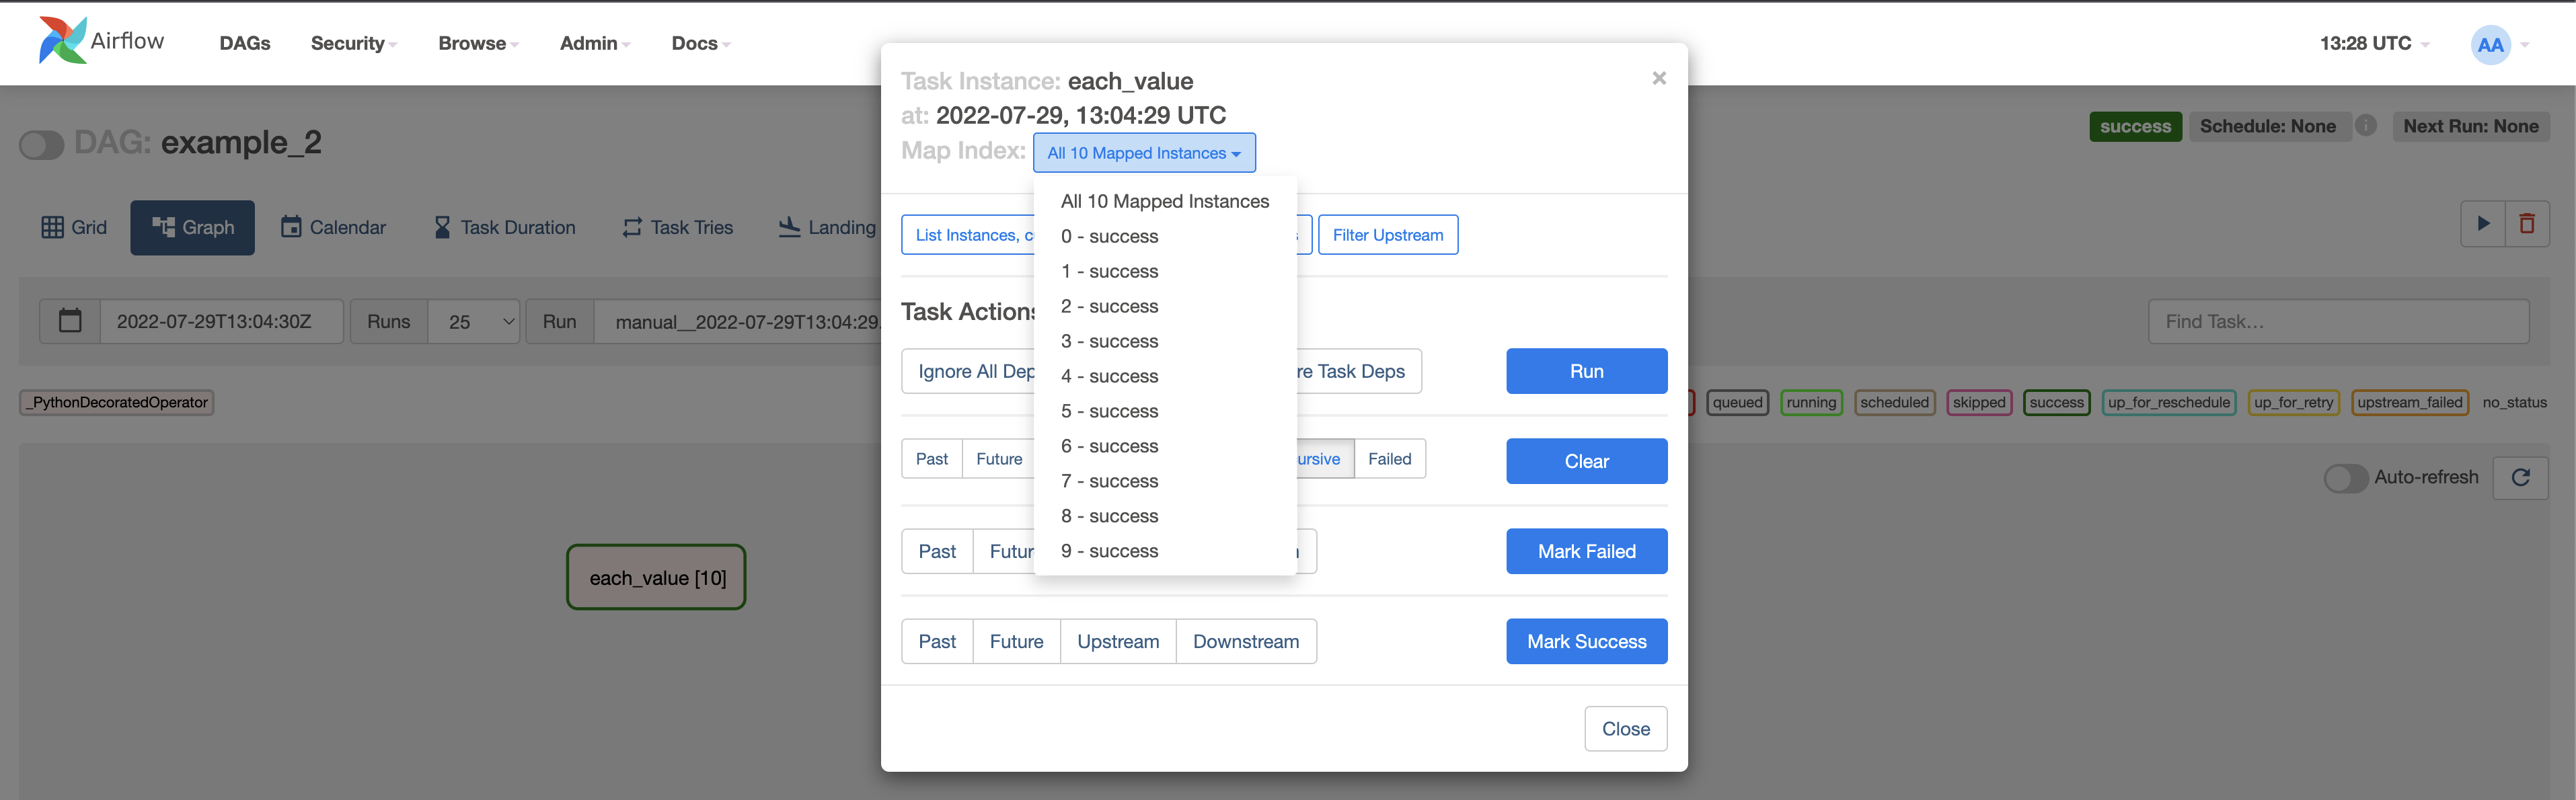 Airflow
DAGs
Security
Browse
Admin
Docs
13:28 UTC
AA
DAG: example_2
success
Schedule: None
i
Next Run: None
Grid
Graph
Calendar
Task Duration
Task Tries
Landing
2022-07-29T13:04:30Z
Runs
25
Run
manual__2022-07-29T13:04:29.
Find Task…
_PythonDecoratedOperator
queued
running
scheduled
skipped
success
up_for_reschedule
up_for_retry
upstream_failed
no_status
Auto-refresh
each_value [10]
Task Instance: each_value
×
at: 2022-07-29, 13:04:29 UTC
Map Index: All 10 Mapped Instances
All 10 Mapped Instances
0 - success
1 - success
2 - success
3 - success
4 - success
5 - success
6 - success
7 - success
8 - success
9 - success
List Instances,
Filter Upstream
Task Actions
Ignore All Dep
re Task Deps
Run
Past
Future
ursive
Failed
Clear
Past
Futur
Mark Failed
Past
Future
Upstream
Downstream
Mark Success
Close